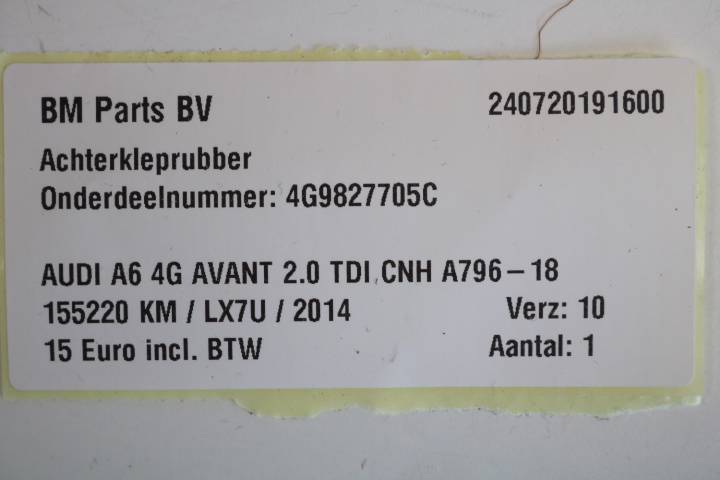 BM Parts BV 240720191600
Achterkleprubber
Onderdeelnummer: 4G9827705C
AUDI A6 4G AVANT 2.0 TDI CNH A796-18
155220 KM / LX7U / 2014 Verz: 10
15 Euro incl. BTW Aantal: 1